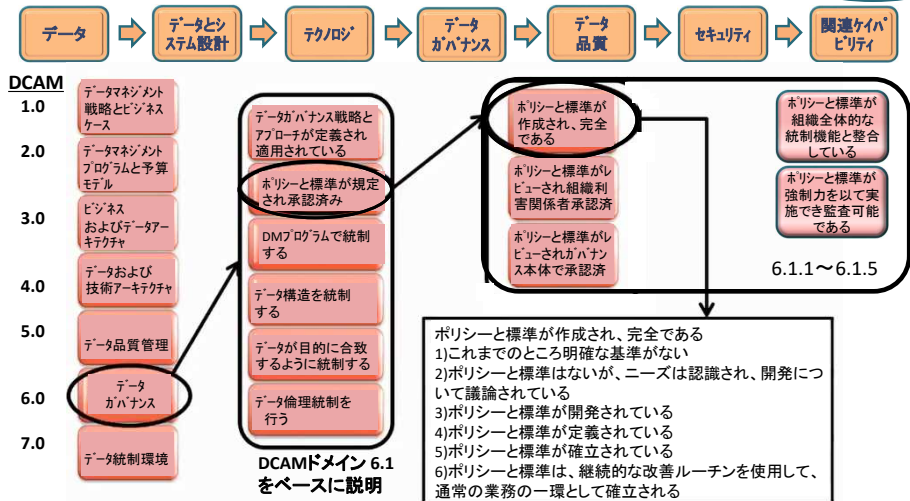 データ
データとシ
ステム設計
テクノロジ
データ
ガバナンス
データ
品質
セキュリティ
関連ケイパ
ビリティ
DCAM
1.0
データマネジメント
戦略とビジネス
ケース
2.0
データマネジメント
プログラムと予算
モデル
3.0
ビジネス
およびデータアー
キテクチャ
4.0
データおよび
技術アーキテクチャ
5.0
データ品質管理
6.0
データ
ガバナンス
7.0
データ統制環境
データガバナンス戦略と
アプローチが定義され
適用されている
ポリシーと標準が規定
され承認済み
DMプログラムで統制
する
データ構造を統制
する
データが目的に合致
するように統制する
データ倫理統制を
行う
DCAMドメイン 6.1
をベースに説明
ポリシーと標準が
作成され、完全
である
ポリシーと標準がレ
ビューされ組織利
害関係者承認済
ポリシーと標準がレ
ビューされガバナン
ス本体で承認済
ポリシーと標準が
組織全体的な
統制機能と整合
している
ポリシーと標準が
強制力を以て実
施でき監査可能
である
6.1.1～6.1.5
ポリシーと標準が作成され、完全である
1)これまでのところ明確な基準がない
2)ポリシーと標準はないが、ニーズは認識され、開発につ
いて議論されている
3)ポリシーと標準が開発されている
4)ポリシーと標準が定義されている
5)ポリシーと標準が確立されている
6)ポリシーと標準は、継続的な改善ルーチンを使用して、
通常の業務の一環として確立される